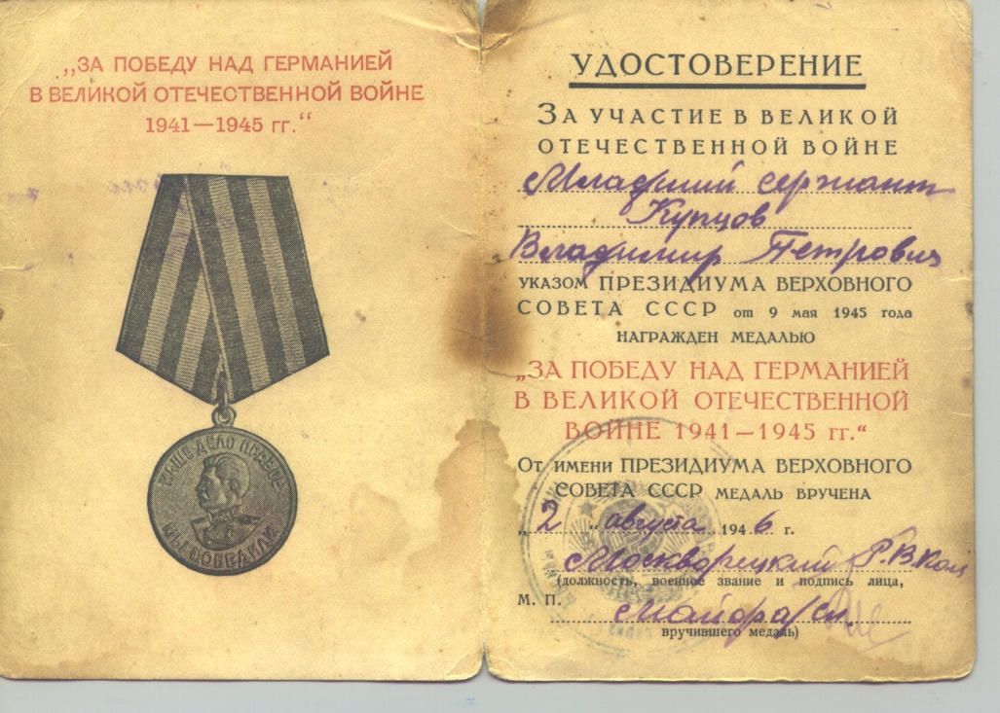 „ЗА ПОБЕДУ НАД ГЕРМАНИЕЙ
В ВЕЛИКОЙ ОТЕЧЕСТВЕННОЙ ВОЙНЕ
1941—1945 гг.“
НАШЕ ДЕЛО ПРАВОЕ
МЫ ПОБЕДИЛИ
УДОСТОВЕРЕНИЕ
ЗА УЧАСТИЕ В ВЕЛИКОЙ
ОТЕЧЕСТВЕННОЙ ВОЙНЕ
Младший сержант
Купцов
Владимир Петрович
УКАЗОМ ПРЕЗИДИУМА ВЕРХОВНОГО
СОВЕТА СССР от 9 мая 1945 года
НАГРАЖДЕН МЕДАЛЬЮ
„ЗА ПОБЕДУ НАД ГЕРМАНИЕЙ
В ВЕЛИКОЙ ОТЕЧЕСТВЕННОЙ
ВОЙНЕ 1941—1945 гг.“
ОТ ИМЕНИ ПРЕЗИДИУМА ВЕРХОВНОГО
СОВЕТА СССР МЕДАЛЬ ВРУЧЕНА
„2“ августа 1946 г.
Москворецкий Р.В.Ком
(должность, военное звание и подпись лица,
М. П.
майор
вручившего медаль)